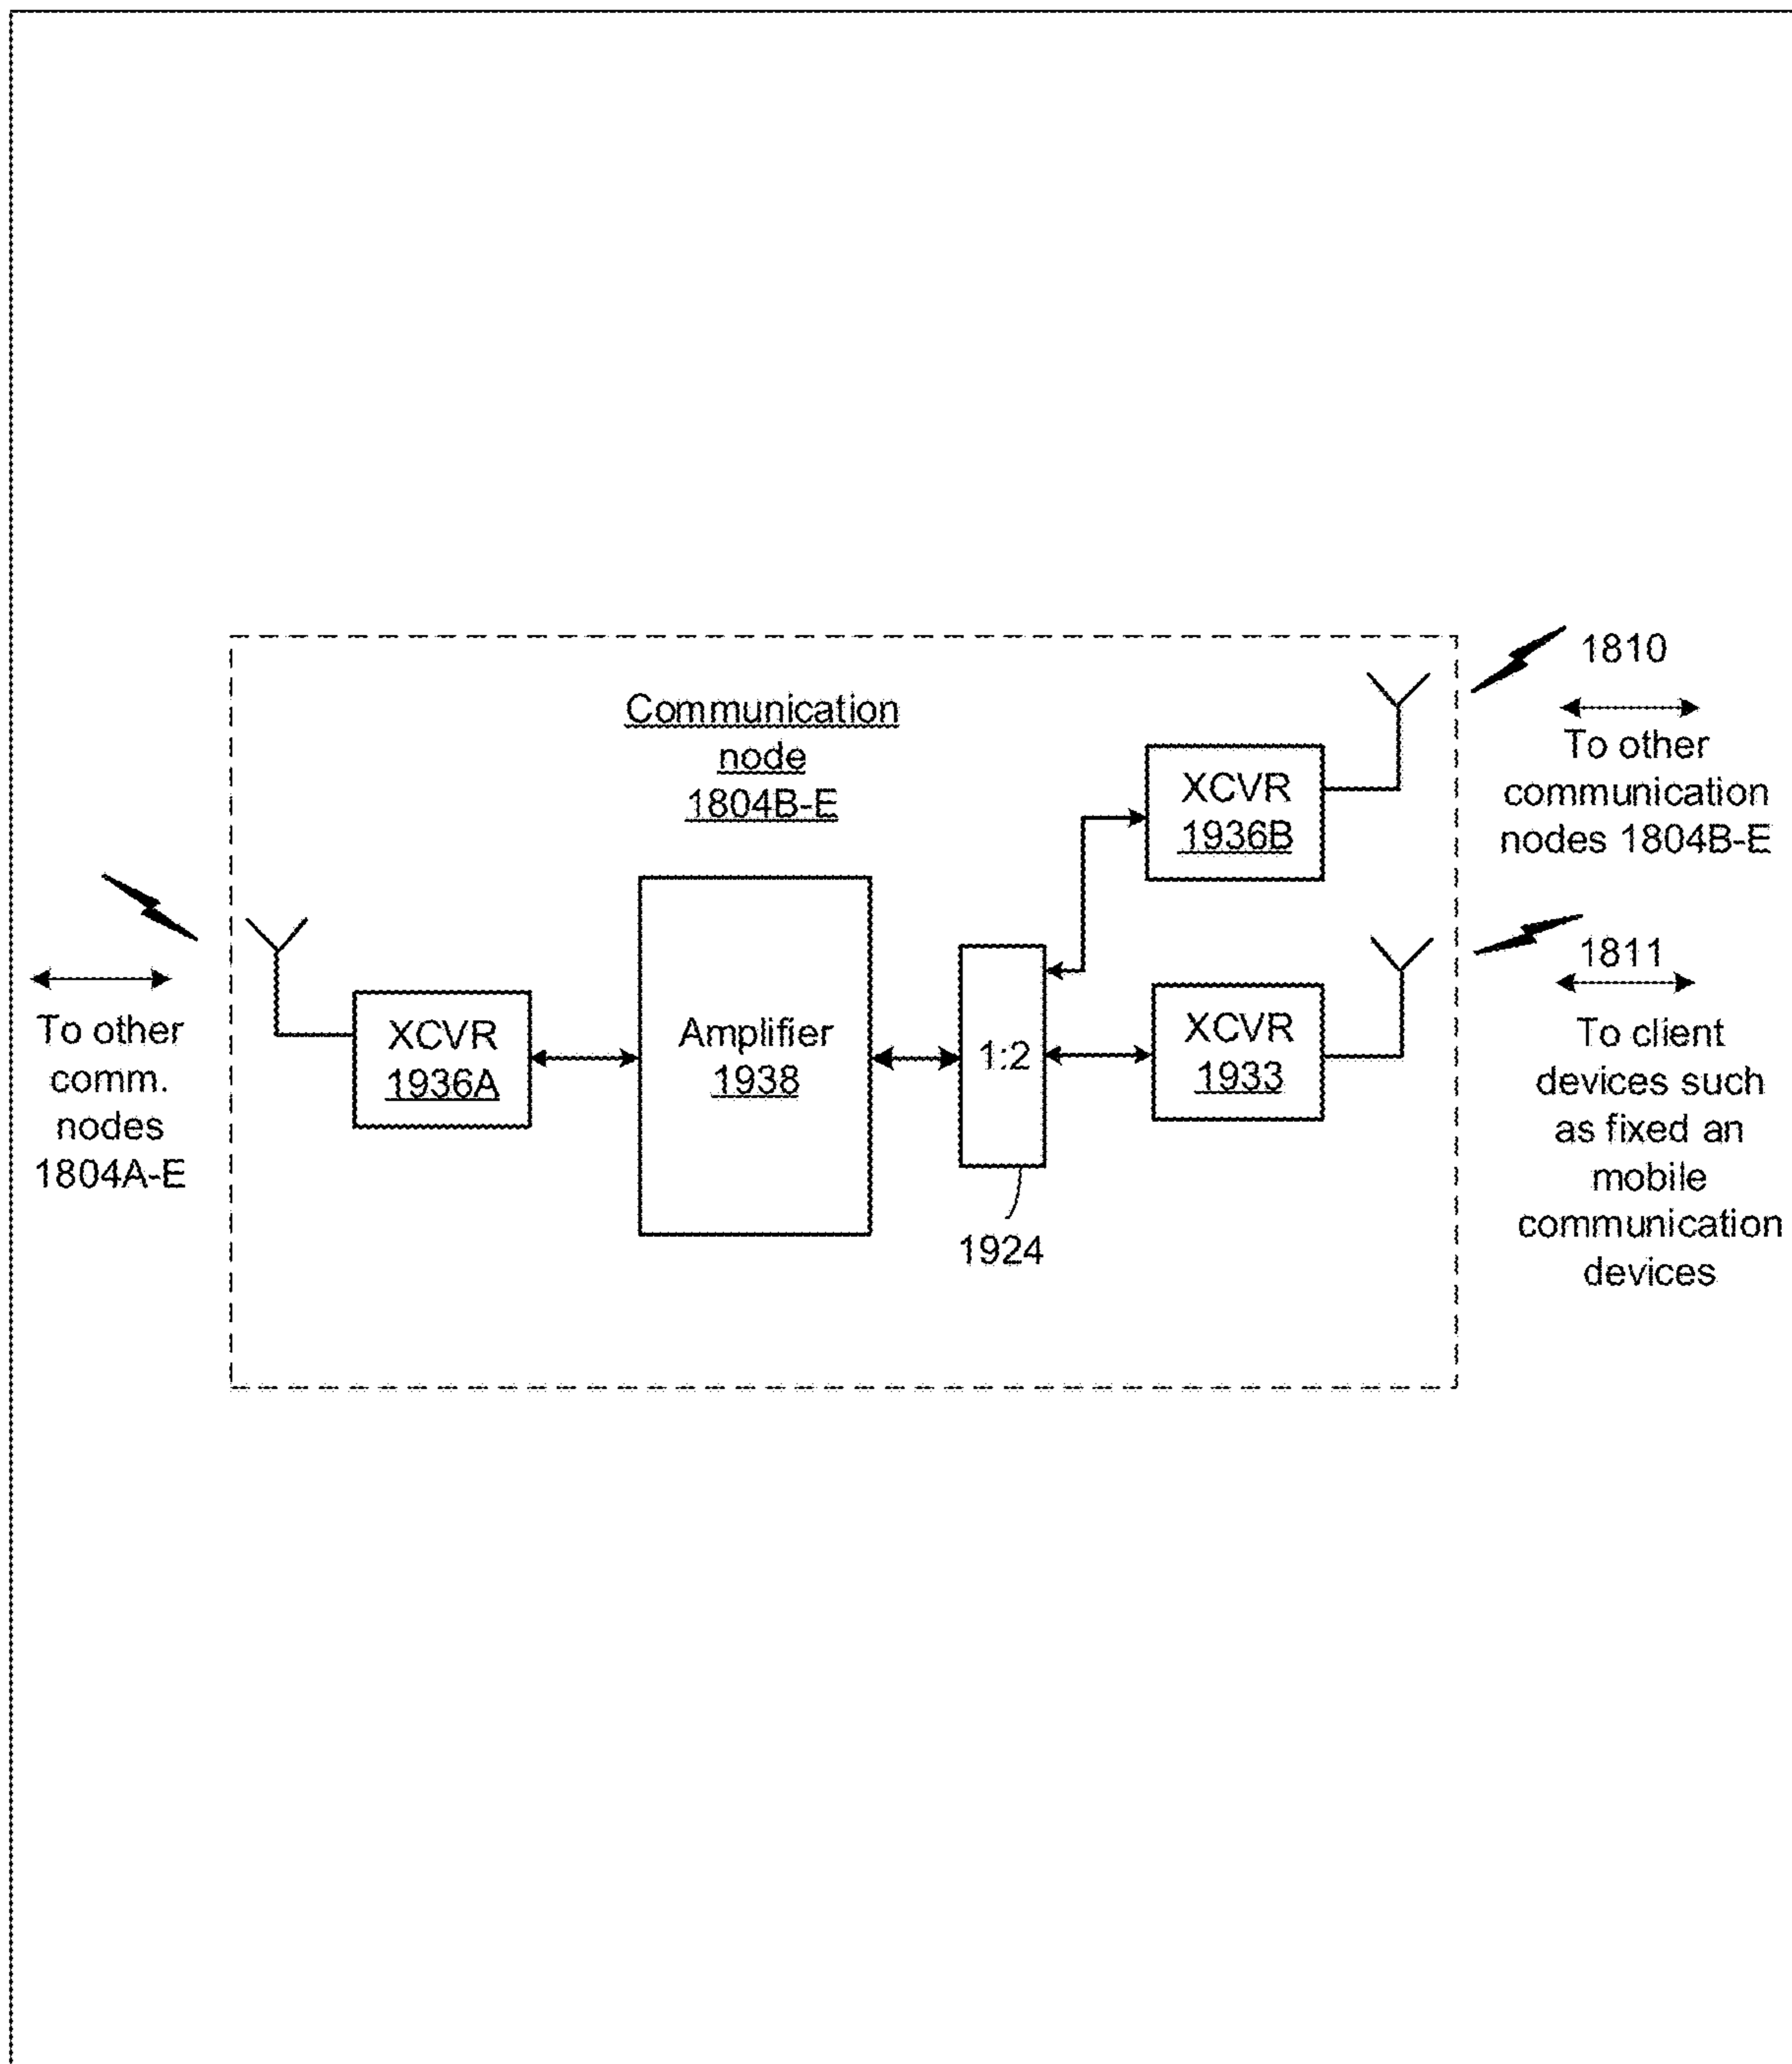 Communication
node
1804B-E
1810
To other
communication
nodes 1804B-E
XCVR
1936B
To other
comm.
nodes
1804A-E
XCVR
1936A
Amplifier
1938
1:2
1924
XCVR
1933
1811
To client
devices such
as fixed an
mobile
communication
devices